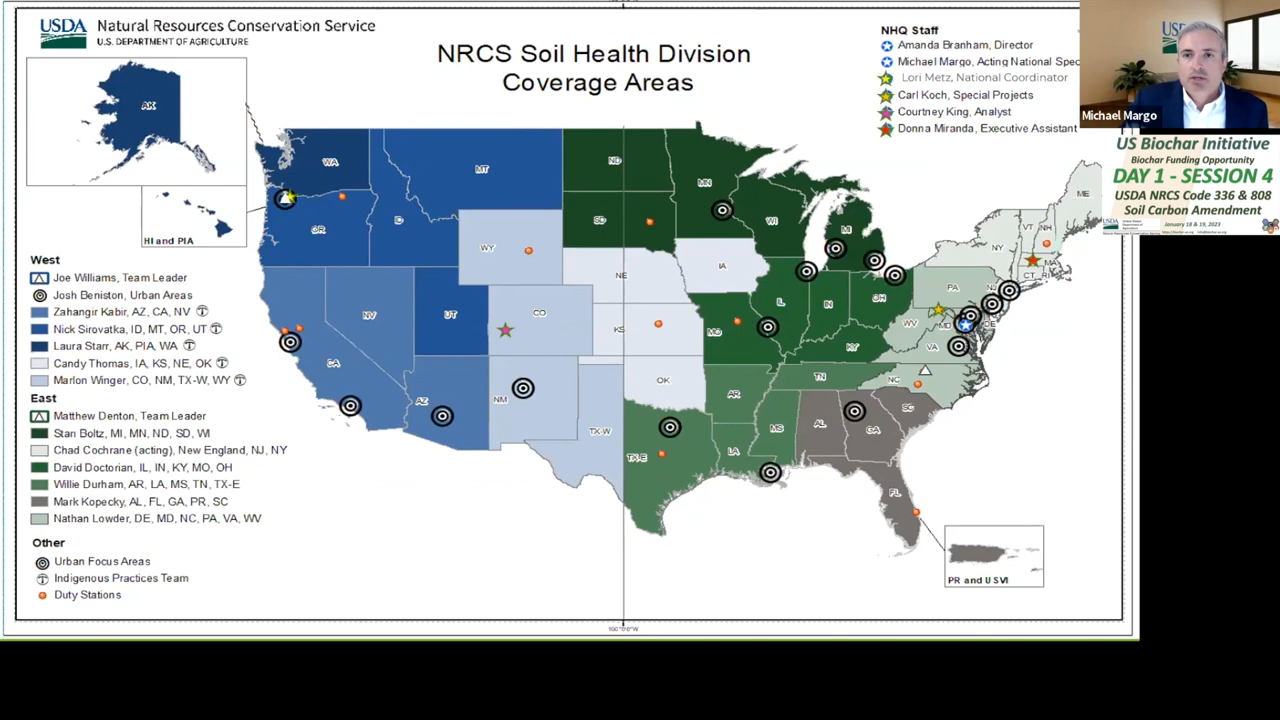 USDA
Natural Resources Conservation Service
U.S. DEPARTMENT OF AGRICULTURE
NRCS Soil Health Division
Coverage Areas
NHQ Staff
Amanda Branham, Director
Michael Margo, Acting National Spec
Lori Metz, National Coordinator
Carl Koch, Special Projects
Courtney King, Analyst
Donna Miranda, Executive Assistant
Michael Margo
US Biochar Initiative
Biochar Funding Opportunity
DAY 1 - SESSION 4
USDA NRCS Code 336 & 808
Soil Carbon Amendment
January 18 & 19, 2023
AK
HI and PIA
West
Joe Williams, Team Leader
Josh Beniston, Urban Areas
Zahangir Kabir, AZ, CA, NV
Nick Sirovatka, ID, MT, OR, UT
Laura Starr, AK, PIA, WA
Candy Thomas, IA, KS, NE, OK
Marlon Winger, CO, NM, TX-W, WY
East
Matthew Denton, Team Leader
Stan Boltz, MI, MN, ND, SD, WI
Chad Cochrane (acting), New England, NJ, NY
David Doctorian, IL, IN, KY, MO, OH
Willie Durham, AR, LA, MS, TN, TX-E
Mark Kopecky, AL, FL, GA, PR, SC
Nathan Lowder, DE, MD, NC, PA, VA, WV
Other
Urban Focus Areas
Indigenous Practices Team
Duty Stations
WA
MT
ND
MN
OR
ID
SD
WI
MI
WY
NE
IA
NV
UT
CO
KS
MO
IL
IN
OH
KY
CA
AZ
NM
OK
TX-W
TX-E
AR
LA
MS
TN
AL
GA
FL
SC
NC
VA
WV
MD
DE
PA
NJ
NY
CT
RI
MA
VT
NH
ME
PR and USVI
100°0'0"W